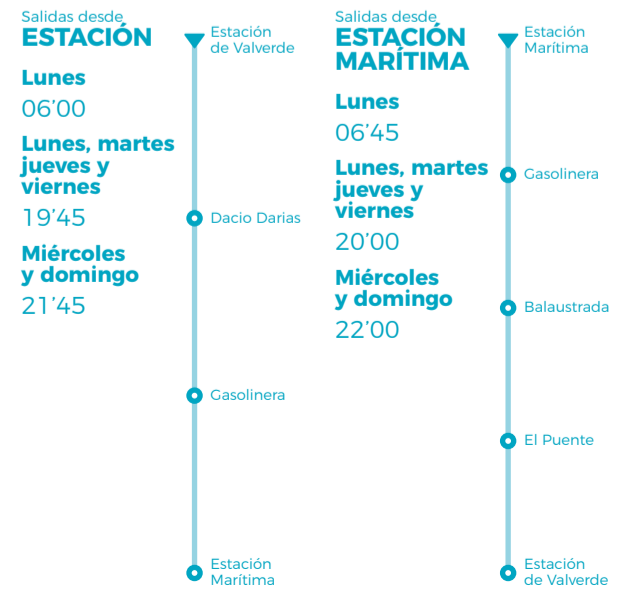 Salidas desde
ESTACIÓN
Lunes
06’00
Lunes, martes
jueves y
viernes
19’45
Miércoles
y domingo
21’45
Estación
de Valverde
Dacio Darias
Gasolinera
Estación
Marítima
Salidas desde
ESTACIÓN
MARÍTIMA
Lunes
06’45
Lunes, martes
jueves y
viernes
20’00
Miércoles
y domingo
22’00
Estación
Marítima
Gasolinera
Balaustrada
El Puente
Estación
de Valverde